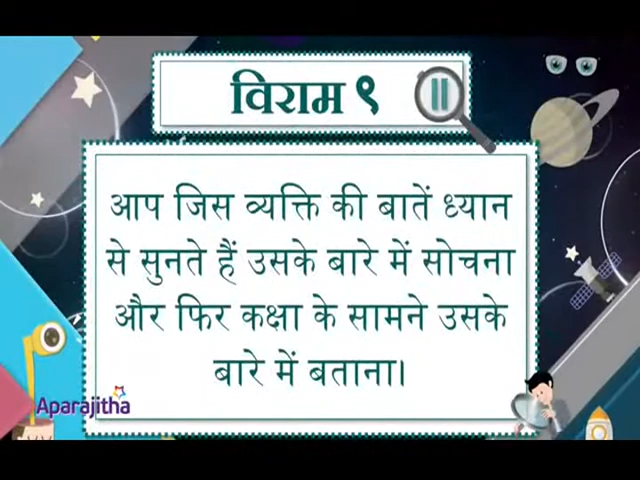 विराम ९
आप जिस व्यक्ति की बातें ध्यान
से सुनते हैं उसके बारे में सोचना
और फिर कक्षा के सामने उसके
बारे में बताना।
Aparajitha